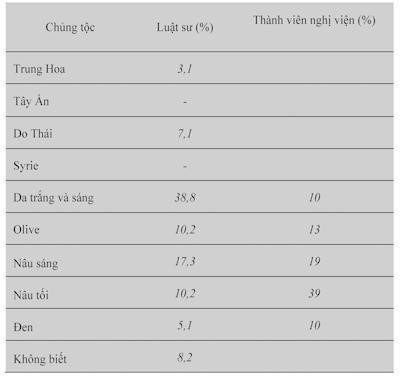 Chủng tộc Luật sư (%) Thành viên nghị viện (%)
Trung Hoa 3,1
Tây Ấn -
Do Thái 7,1
Syrie -
Da trắng và sáng 38,8 10
Olive 10,2 13
Nâu sáng 17,3 19
Nâu tối 10,2 39
Đen 5,1 10
Không biết 8,2